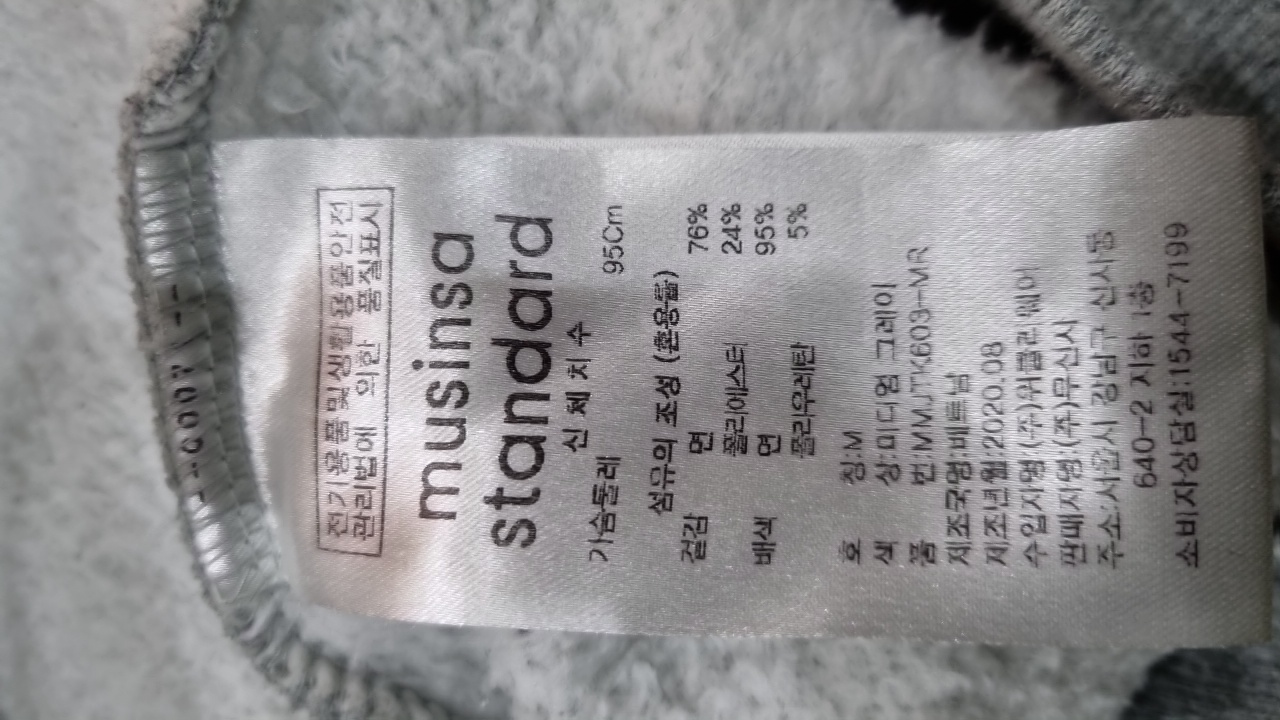 전기용품및생활용품안전
관리법에 의한 품질표시
musinsa
standard
신 체 치 수
가슴둘레 95Cm
섬유의 조성 (혼용율)
겉감 면 76%
폴리에스터 24%
배색 면 95%
폴리우레탄 5%
호 칭:M
색 상:미디엄 그레이
품 번:MMJTK603-MR
제조국명:베트남
제조년월:2020.08
수입자명:(주)위클리웨어
판매자명:(주)무신사
주소:서울시 강남구 신사동
640-2 지하 1층
소비자상담실:1544-7199